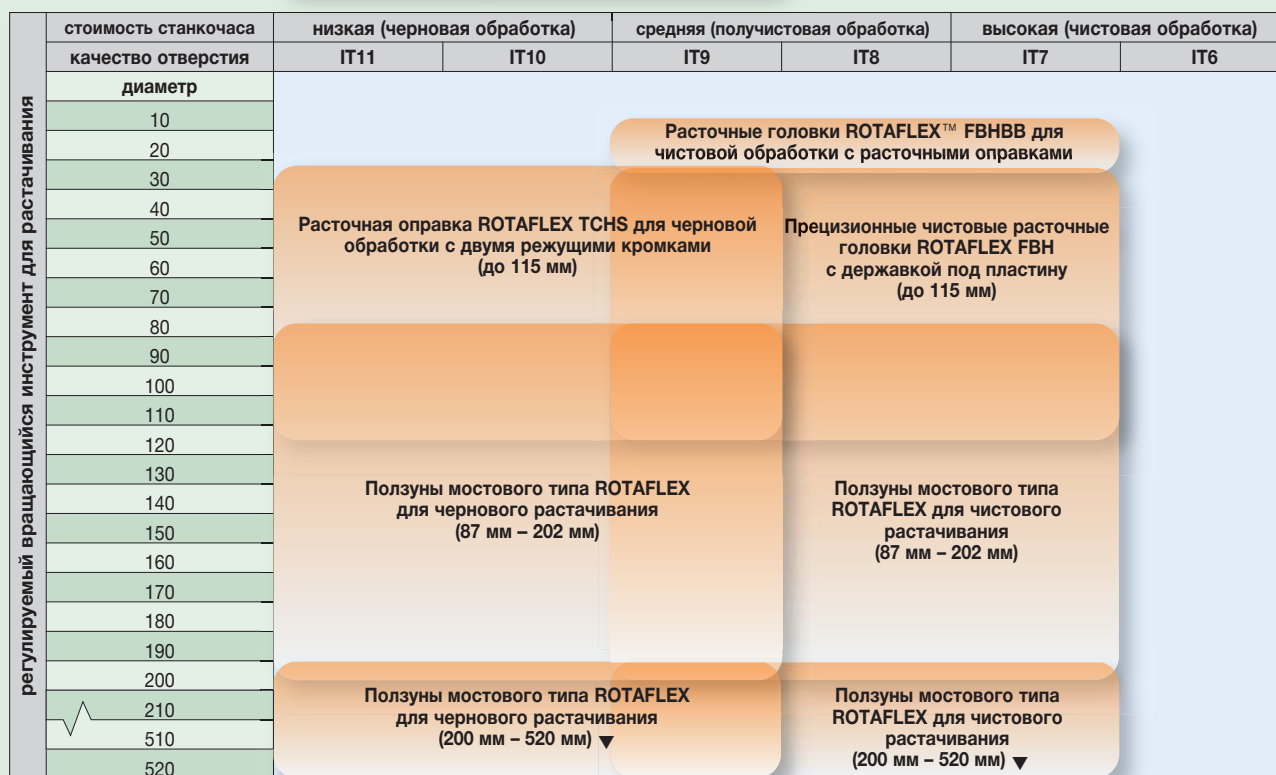 регулируемый вращающийся инструмент для растачивания
стоимость станкочаса
низкая (черновая обработка)
средняя (получистовая обработка)
высокая (чистовая обработка)
качество отверстия
IT11
IT10
IT9
IT8
IT7
IT6
диаметр
10
20
30
40
50
60
70
80
90
100
110
120
130
140
150
160
170
180
190
200
210
510
520
Расточные головки ROTAFLEX™ FBHBB для
чистовой обработки с расточными оправками
Расточная оправка ROTAFLEX TCHS для черновой
обработки с двумя режущими кромками
(до 115 мм)
Прецизионные чистовые расточные
головки ROTAFLEX FBH
с державкой под пластину
(до 115 мм)
Ползуны мостового типа ROTAFLEX
для чернового растачивания
(87 мм – 202 мм)
Ползуны мостового типа
ROTAFLEX для чистового
растачивания
(87 мм – 202 мм)
Ползуны мостового типа ROTAFLEX
для чернового растачивания
(200 мм – 520 мм) ▼
Ползуны мостового типа
ROTAFLEX для чистового
растачивания
(200 мм – 520 мм) ▼